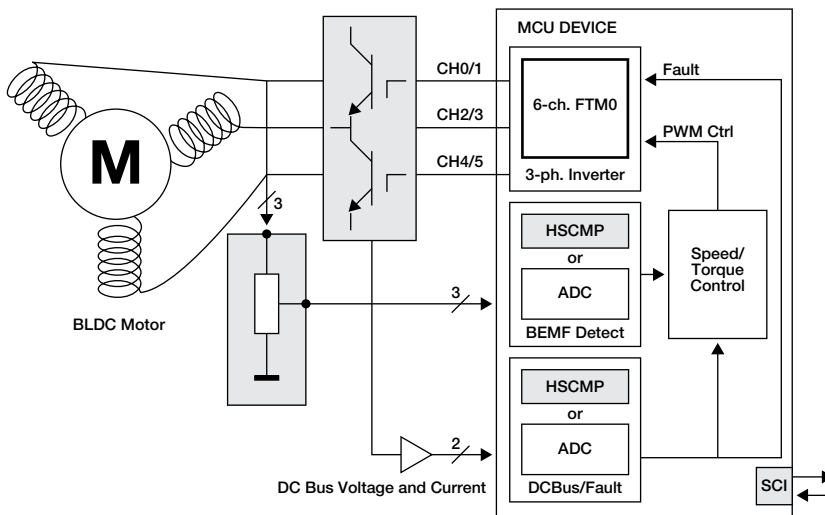 MCU DEVICE
CH0/1
6-ch. FTM0
Fault
CH2/3
PWM Ctrl
M
CH4/5
3-ph. Inverter
3
HSCMP
or
ADC
Speed/
Torque
Control
3
BLDC Motor
BEMF Detect
HSCMP
or
ADC
2
DC Bus Voltage and Current
DCBus/Fault
SCI